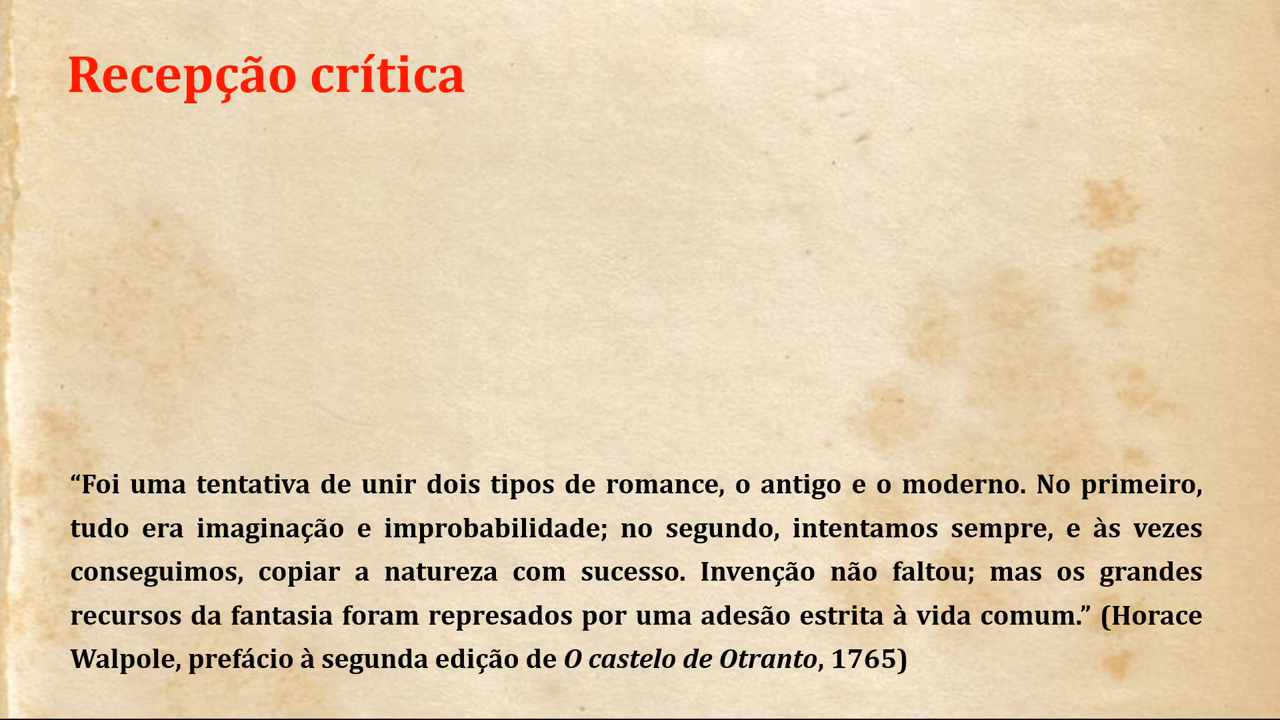 Recepção crítica
“Foi uma tentativa de unir dois tipos de romance, o antigo e o moderno. No primeiro,
tudo era imaginação e improbabilidade; no segundo, intentamos sempre, e às vezes
conseguimos, copiar a natureza com sucesso. Invenção não faltou; mas os grandes
recursos da fantasia foram represados por uma adesão estrita à vida comum.” (Horace
Walpole, prefácio à segunda edição de O castelo de Otranto, 1765)